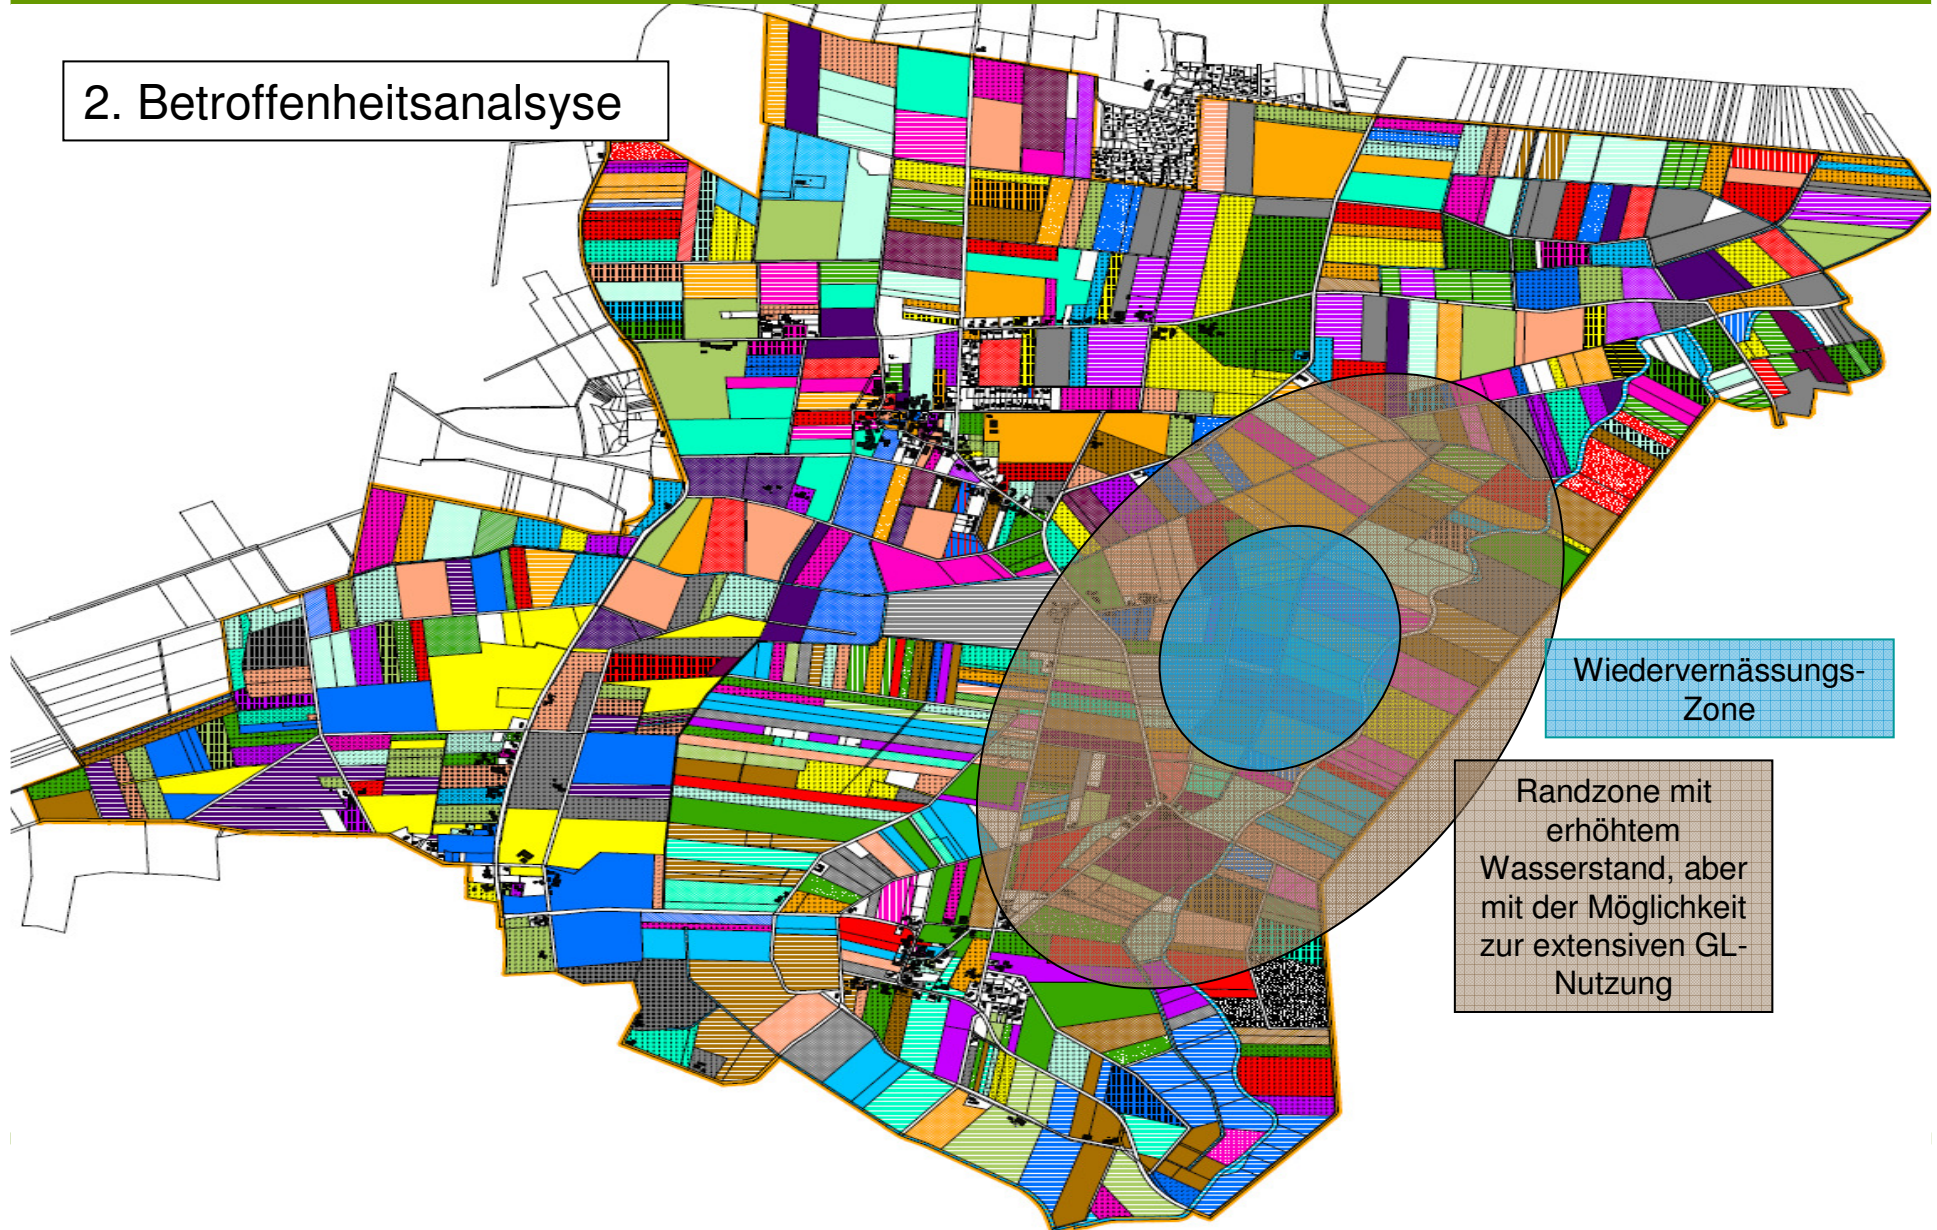 2. Betroffenheitsanalsyse
Wiedervernässungs-
Zone
Randzone mit
erhöhtem
Wasserstand, aber
mit der Möglichkeit
zur extensiven GL-
Nutzung